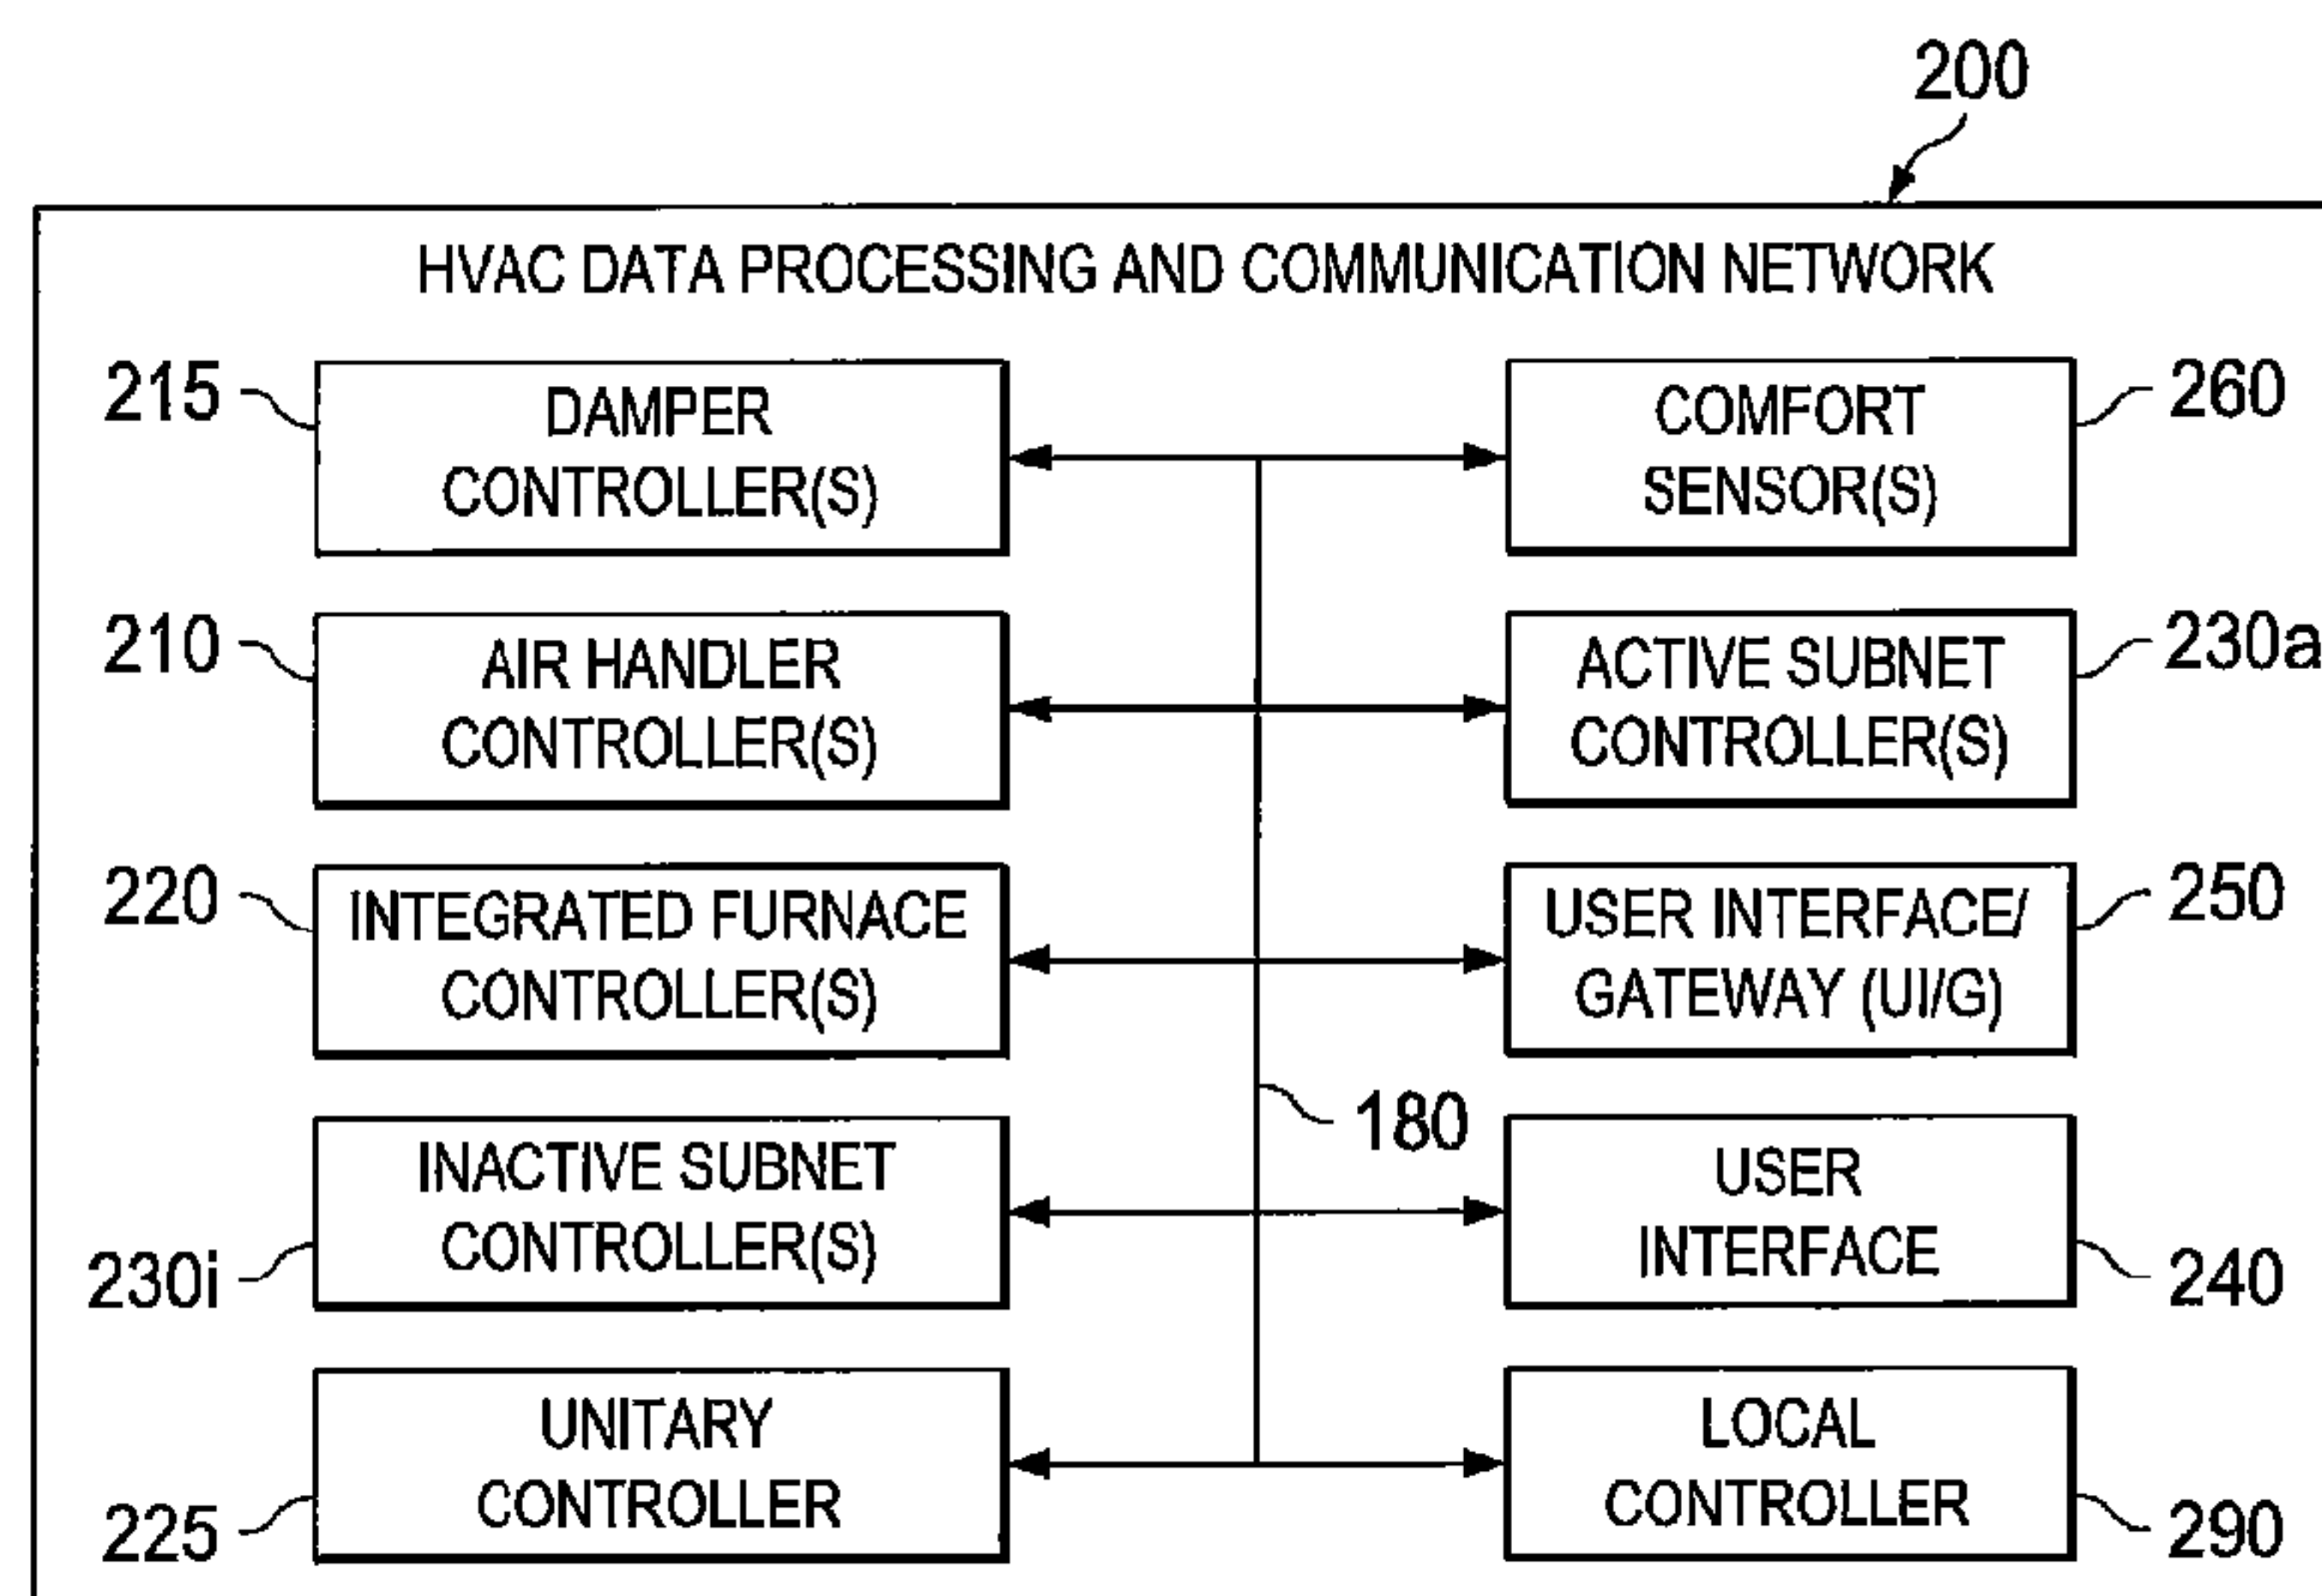 200
HVAC DATA PROCESSING AND COMMUNICATION NETWORK
215
DAMPER
CONTROLLER(S)
COMFORT
SENSOR(S)
260
210
AIR HANDLER
CONTROLLER(S)
ACTIVE SUBNET
CONTROLLER(S)
230a
220
INTEGRATED FURNACE
CONTROLLER(S)
USER INTERFACE/
GATEWAY (UI/G)
250
180
INACTIVE SUBNET
CONTROLLER(S)
230i
USER
INTERFACE
240
UNITARY
CONTROLLER
225
LOCAL
CONTROLLER
290